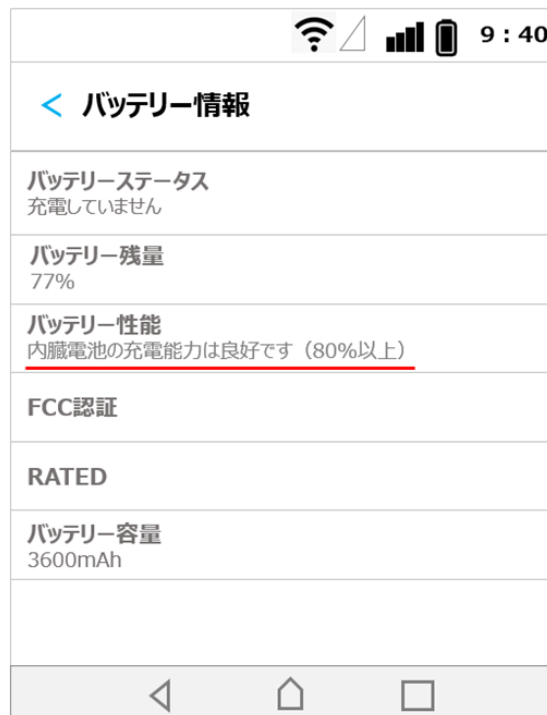 9：40
< バッテリー情報
バッテリーステータス
充電していません
バッテリー残量
77%
バッテリー性能
内臓電池の充電能力は良好です（80%以上）
FCC認証
RATED
バッテリー容量
3600mAh